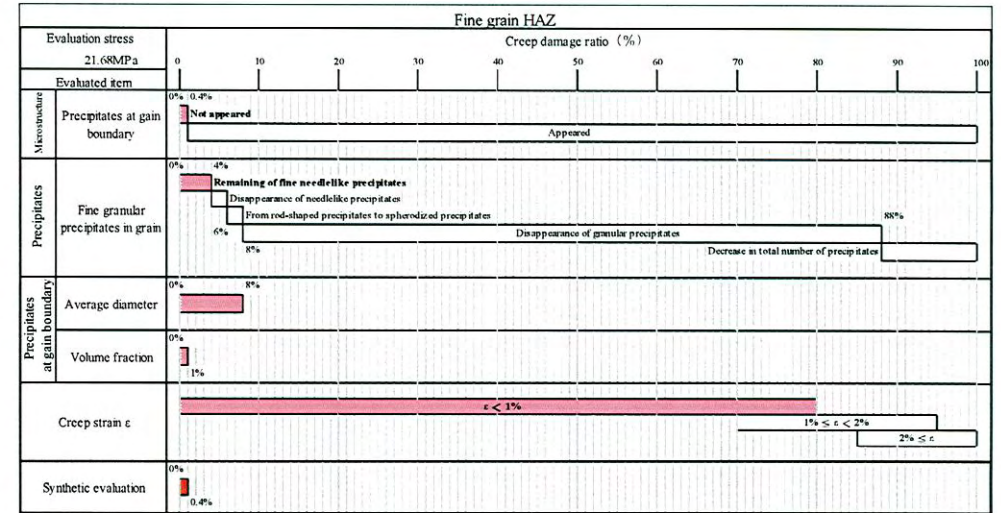 Fine grain HAZ
Evaluation stress
21.68MPa
Creep damage ratio (%)
0 10 20 30 40 50 60 70 80 90 100
Evaluated item
Microstructure
Precipitates at gain
boundary
0% 0.4%
Not appeared
Appeared
Precipitates
Fine granular
precipitates in grain
0% 4%
Remaining of fine needlelike precipitates
Disappearance of needlelike precipitates
From rod-shaped precipitates to spherodized precpitates
88%
6%
Disappearance of granular precipitates
8%
Decrease in total number of precipitates
Precipitates
at gain boundary
Average diameter
0% 8%
Volume fraction
0%
1%
Creep strain ε
ε < 1%
1% ≤ ε < 2%
2% ≤ ε
Synthetic evaluation
0%
0.4%